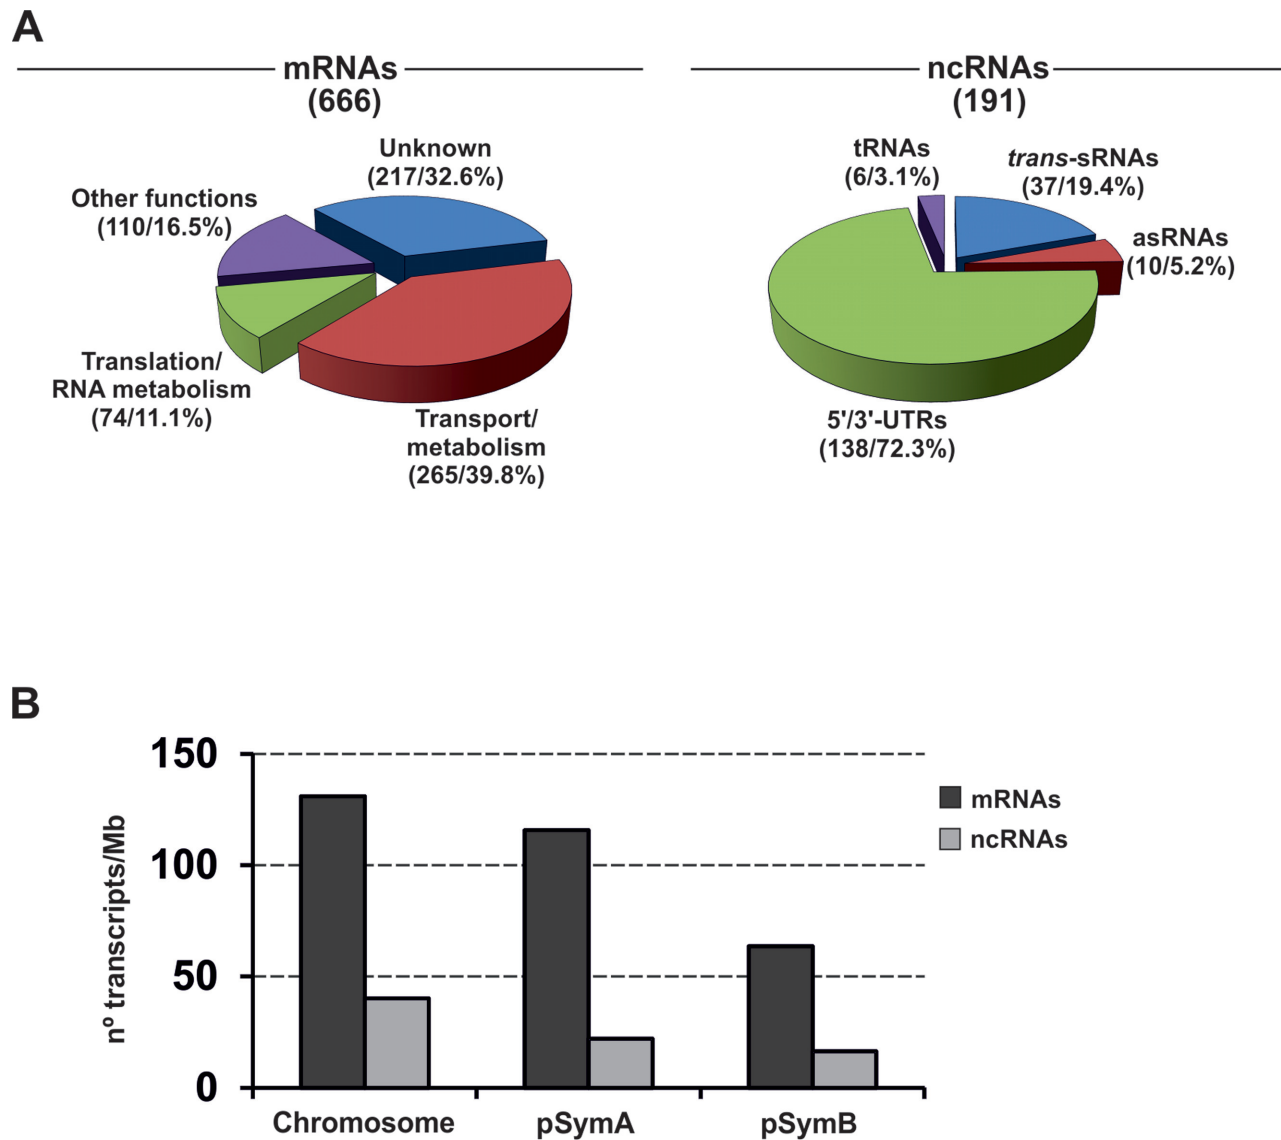 A
mRNAs
(666)
ncRNAs
(191)
Unknown
(217/32.6%)
Other functions
(110/16.5%)
Translation/
RNA metabolism
(74/11.1%)
Transport/
metabolism
(265/39.8%)
tRNAs
(6/3.1%)
trans-sRNAs
(37/19.4%)
asRNAs
(10/5.2%)
5'/3'-UTRs
(138/72.3%)
B
nº transcripts/Mb
150
100
50
0
Chromosome
pSymA
pSymB
mRNAs
ncRNAs